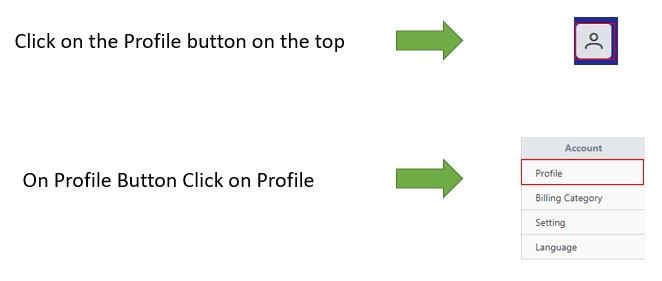 Click on the Profile button on the top
On Profile Button Click on Profile
Account
Profile
Billing Category
Setting
Language